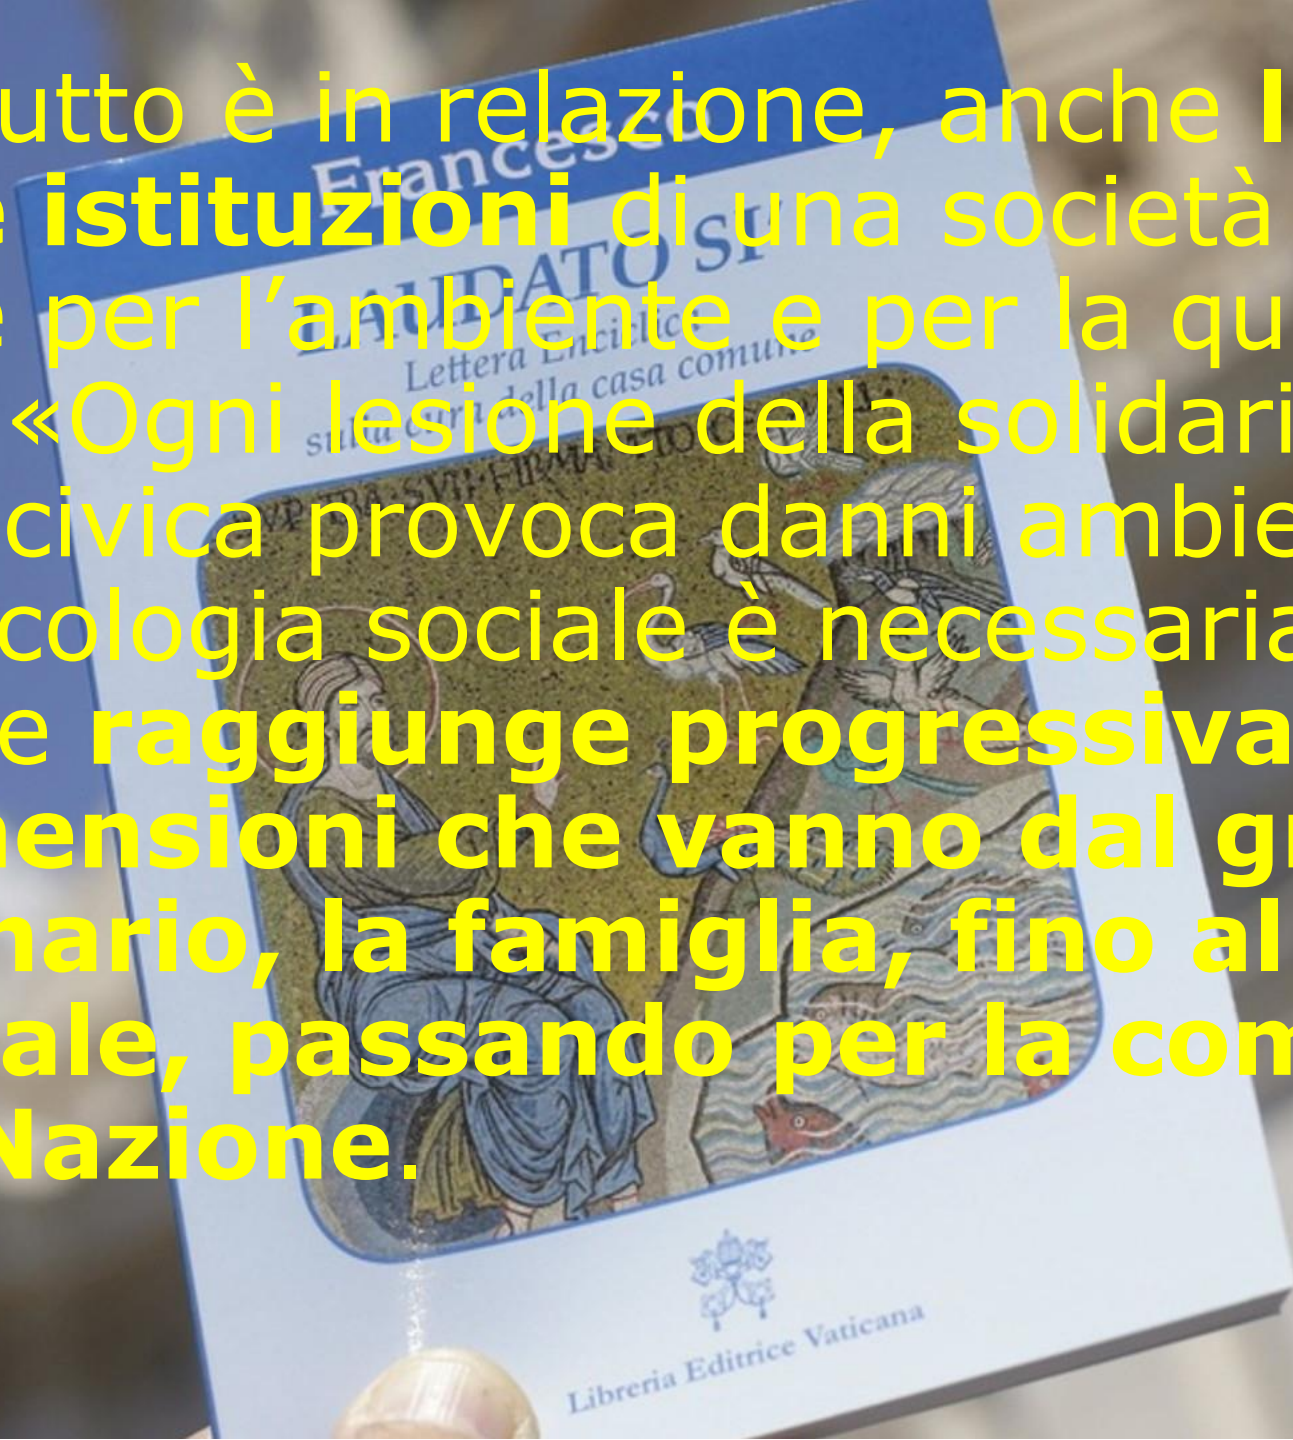 utto è in relazione, anche l
e istituzioni di una società
e per l’ambiente e per la qu
«Ogni lesione della solidari
civica provoca danni ambie
cologia sociale è necessaria
e raggiunge progressiva
ensioni che vanno dal gr
nario, la famiglia, fino al
ale, passando per la com
Nazione.
Francesco
LAUDATO SI’
Lettera Enciclica
sulla cura della casa comune
Libreria Editrice Vaticana